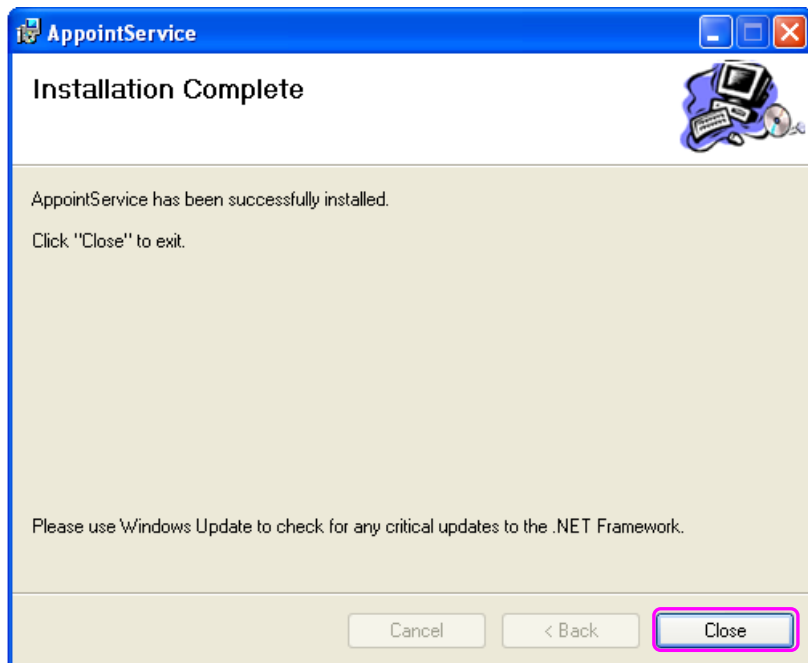 AppointService
Installation Complete
AppointService has been successfully installed.
Click "Close" to exit.
Please use Windows Update to check for any critical updates to the .NET Framework.
Cancel
< Back
Close